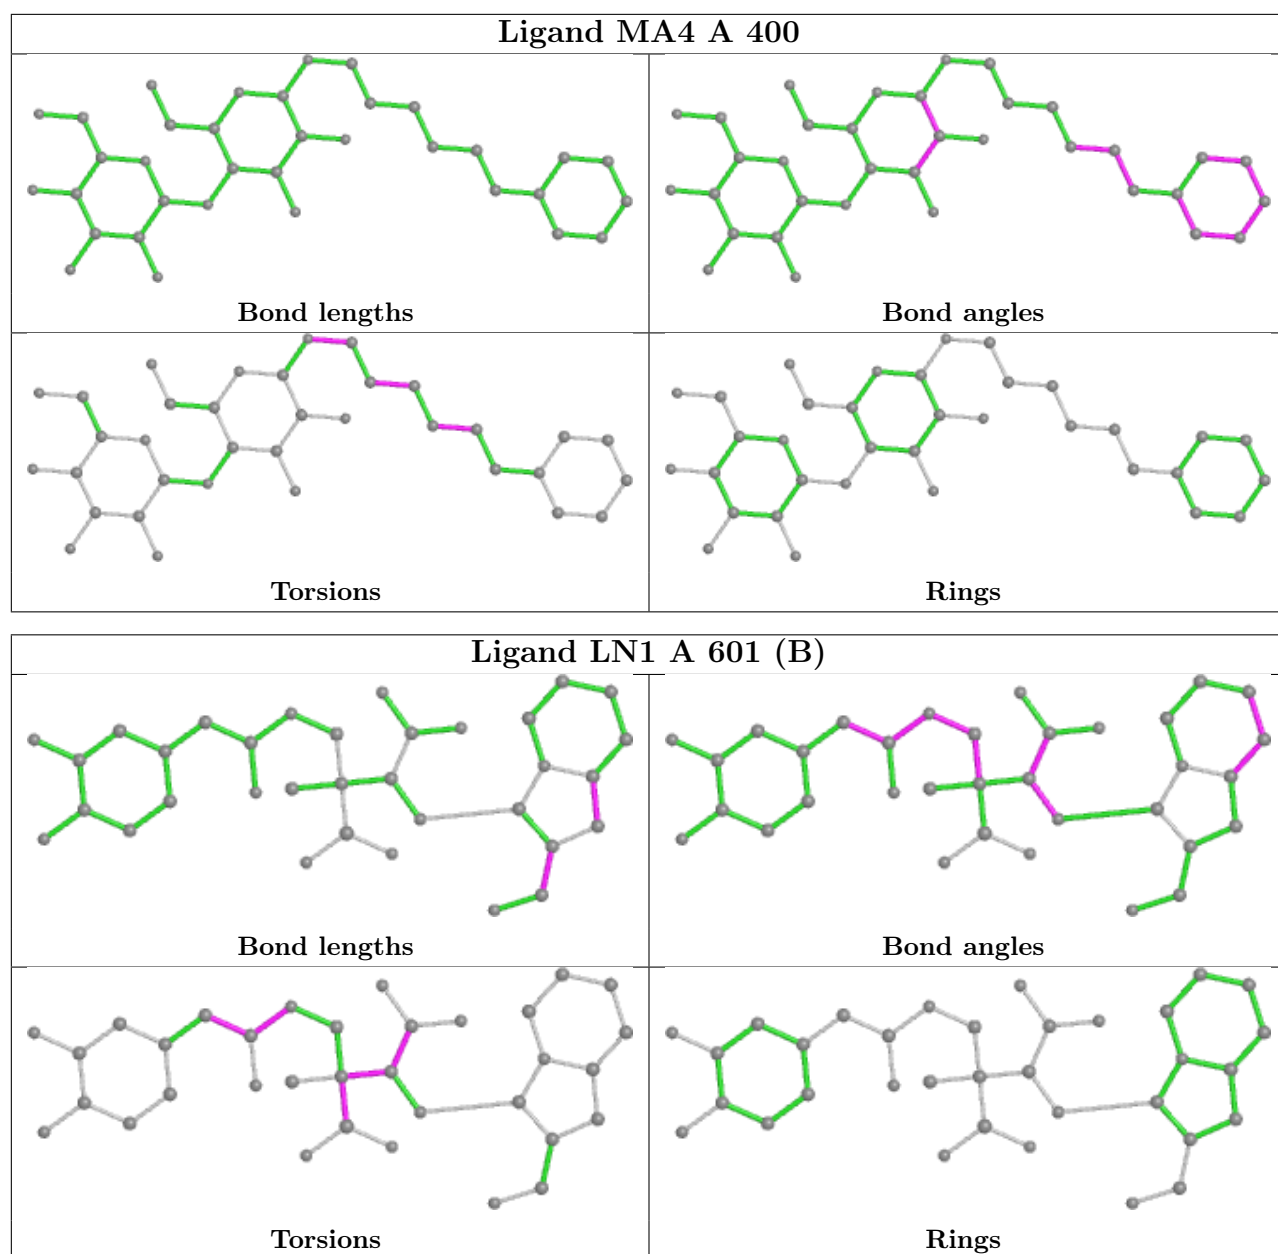 Ligand MA4 A 400
Bond lengths
Bond angles
Torsions
Rings
Ligand LN1 A 601 (B)
Bond lengths
Bond angles
Torsions
Rings